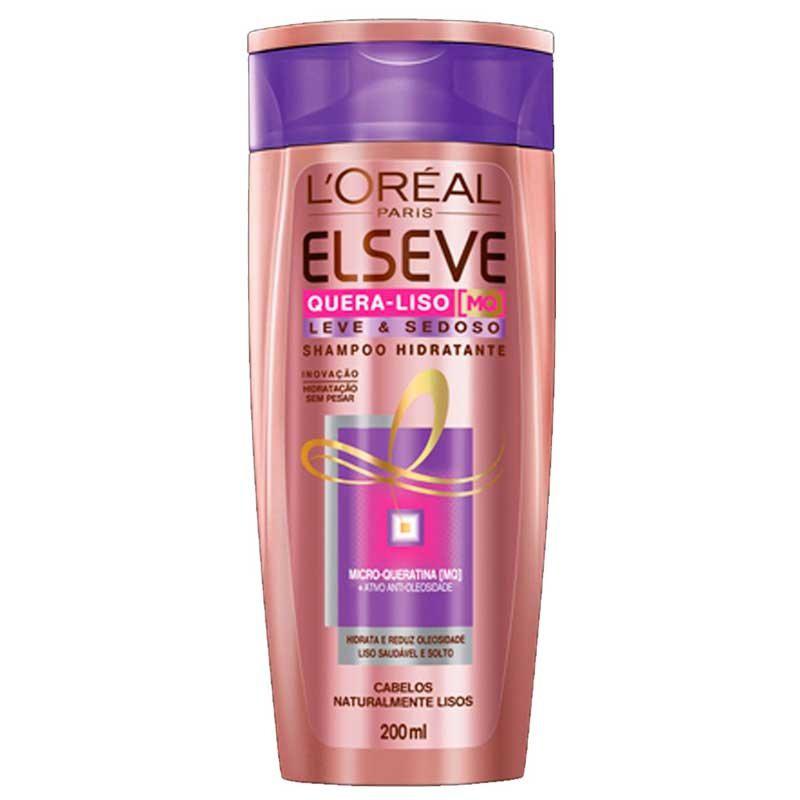 L'ORÉAL
PARIS
ELSEVE
QUERA-LISO [MQ]
LEVE & SEDOSO
SHAMPOO HIDRATANTE
INOVAÇÃO
HIDRATAÇÃO
SEM PESAR
MICRO-QUERATINA [MQ]
+ ATIVO ANTI-OLEOSIDADE
HIDRATA E REDUZ OLEOSIDADE
LISO SAUDÁVEL E SOLTO
CABELOS
NATURALMENTE LISOS
200ml